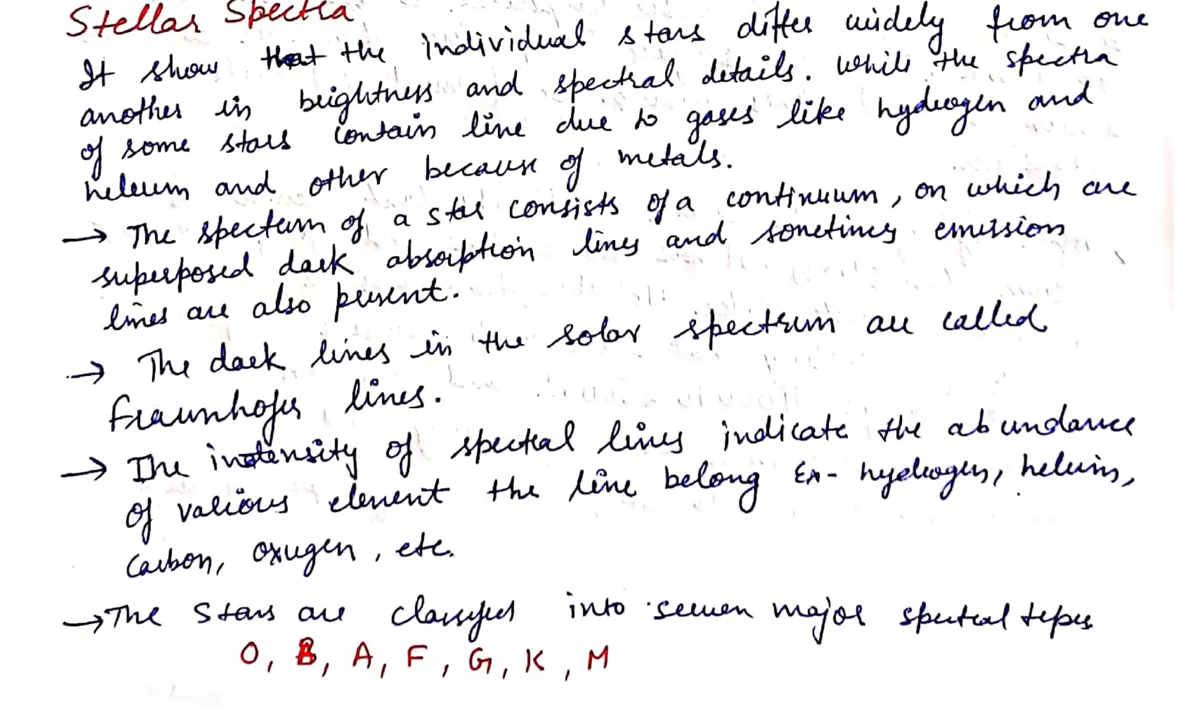 Stellar Spectra
It show that the individual stars differ widely from one
another in brightness and spectral details. While the spectra
of some stars contain line due to gases like hydrogen and
heleum and other because of metals.
→ The spectrum of a star consists of a continuum, on which are
superposed dark absorption lines and sometimes emission
lines are also present.
→ The dark lines in the solar spectrum are called
fraunhofer lines.
→ The intensity of spectral lines indicate the abundance
of various element the line belong Ex- hydrogen, helium,
Carbon, oxugen, etc.
→ The Stars are classified into seven major spectral types
O, B, A, F, G, K, M